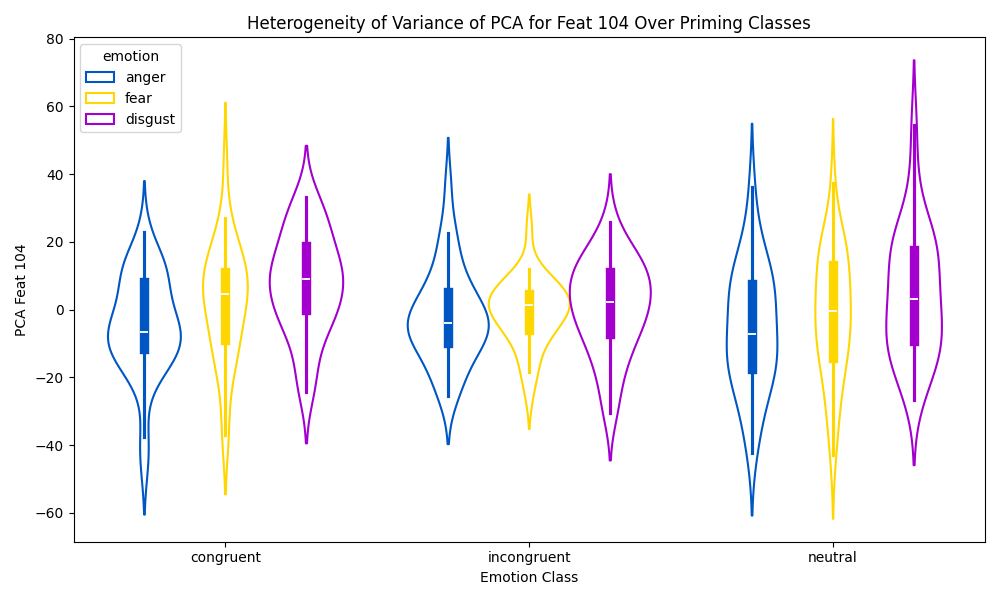 Heterogeneity of Variance of PCA for Feat 104 Over Priming Classes
emotion
anger
fear
disgust
PCA Feat 104
80
60
40
20
0
−20
−40
−60
congruent
incongruent
neutral
Emotion Class